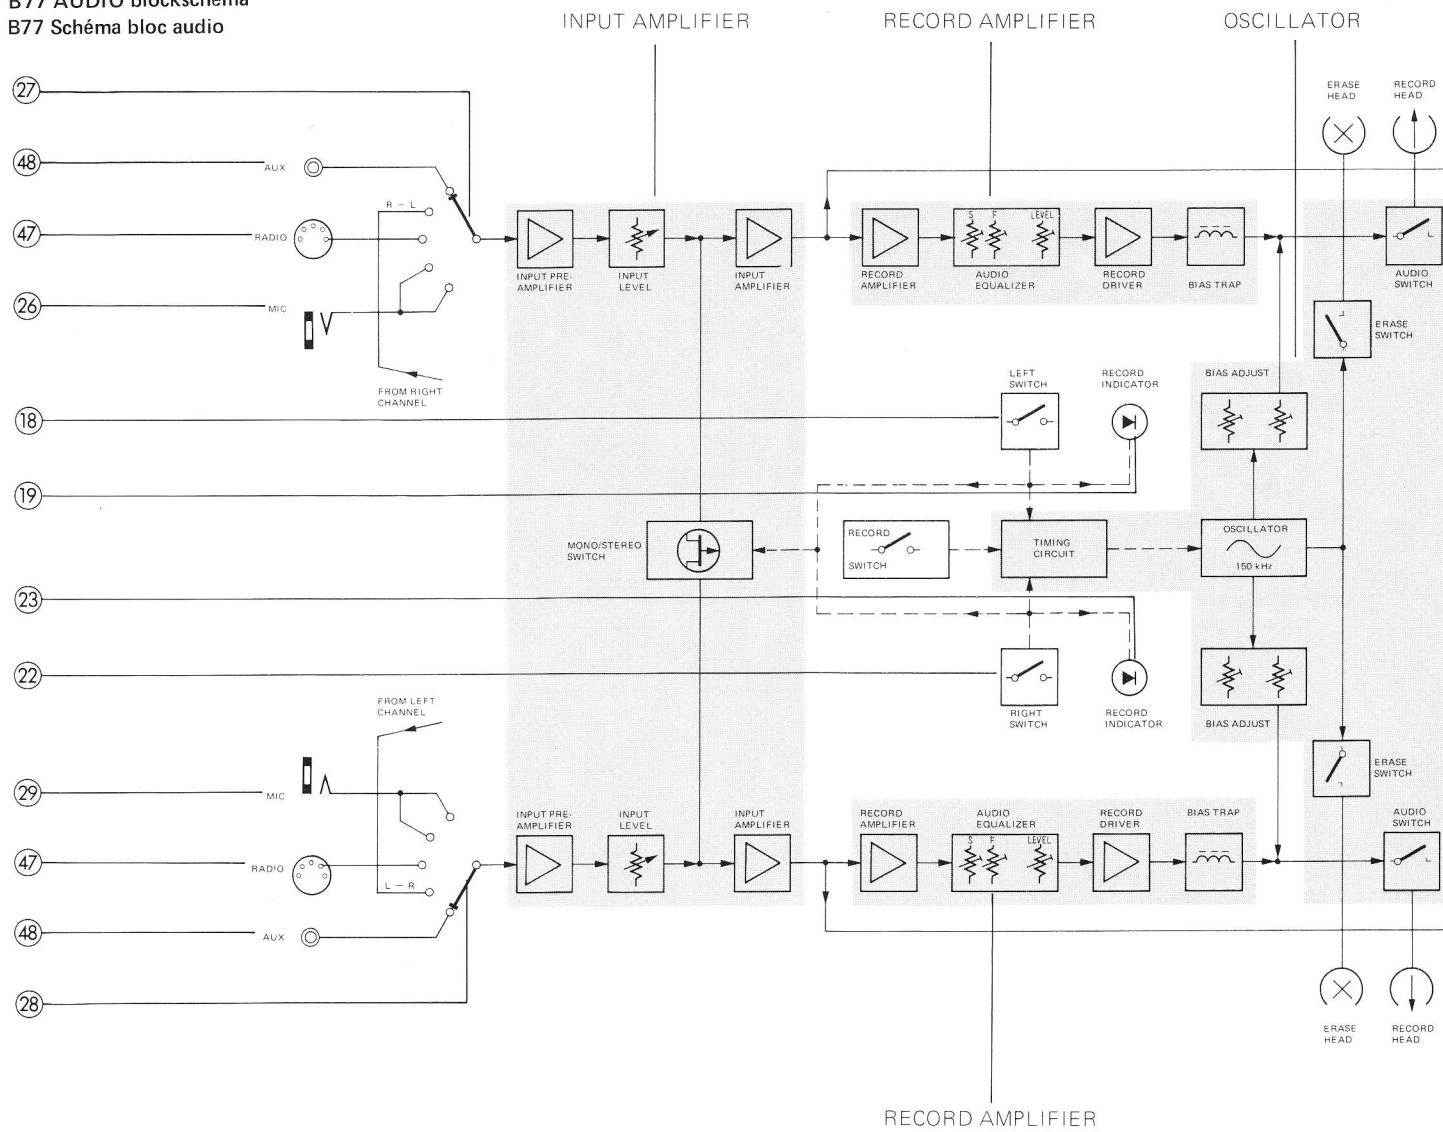 B77 AUDIO blockschema
B77 Schéma bloc audio
INPUT AMPLIFIER
RECORD AMPLIFIER
OSCILLATOR
27
ERASE
HEAD
RECORD
HEAD
48
AUX
R – L
47
RADIO
S F LEVEL
INPUT PRE-
AMPLIFIER
INPUT
LEVEL
INPUT
AMPLIFIER
RECORD
AMPLIFIER
AUDIO
EQUALIZER
RECORD
DRIVER
BIAS TRAP
AUDIO
SWITCH
26
MIC
ERASE
SWITCH
FROM RIGHT
CHANNEL
LEFT
SWITCH
RECORD
INDICATOR
BIAS ADJUST
18
19
MONO/STEREO
SWITCH
RECORD
SWITCH
TIMING
CIRCUIT
OSCILLATOR
150 kHz
23
22
FROM LEFT
CHANNEL
RIGHT
SWITCH
RECORD
INDICATOR
BIAS ADJUST
ERASE
SWITCH
29
MIC
INPUT PRE-
AMPLIFIER
INPUT
LEVEL
INPUT
AMPLIFIER
RECORD
AMPLIFIER
AUDIO
EQUALIZER
RECORD
DRIVER
BIAS TRAP
AUDIO
SWITCH
S F LEVEL
47
RADIO
L – R
48
AUX
28
ERASE
HEAD
RECORD
HEAD
RECORD AMPLIFIER